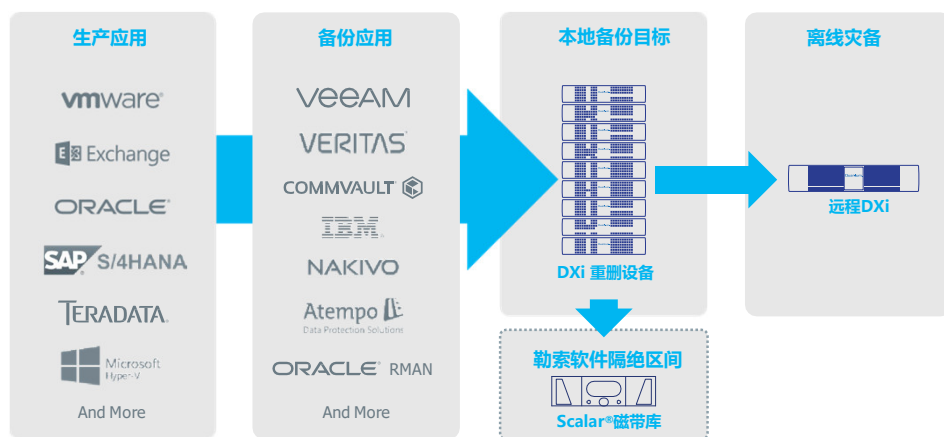 生产应用
vmware®
Exchange
ORACLE®
SAP S/4HANA
TERADATA.
Microsoft
Hyper-V
And More
备份应用
VEEAM
VERITAS
COMMVAULT
IBM
NAKIVO
Atempo
Data Protection Solutions
ORACLE® RMAN
And More
本地备份目标
DXi 重删设备
勒索软件隔绝区间
Scalar®磁带库
离线灾备
远程DXi